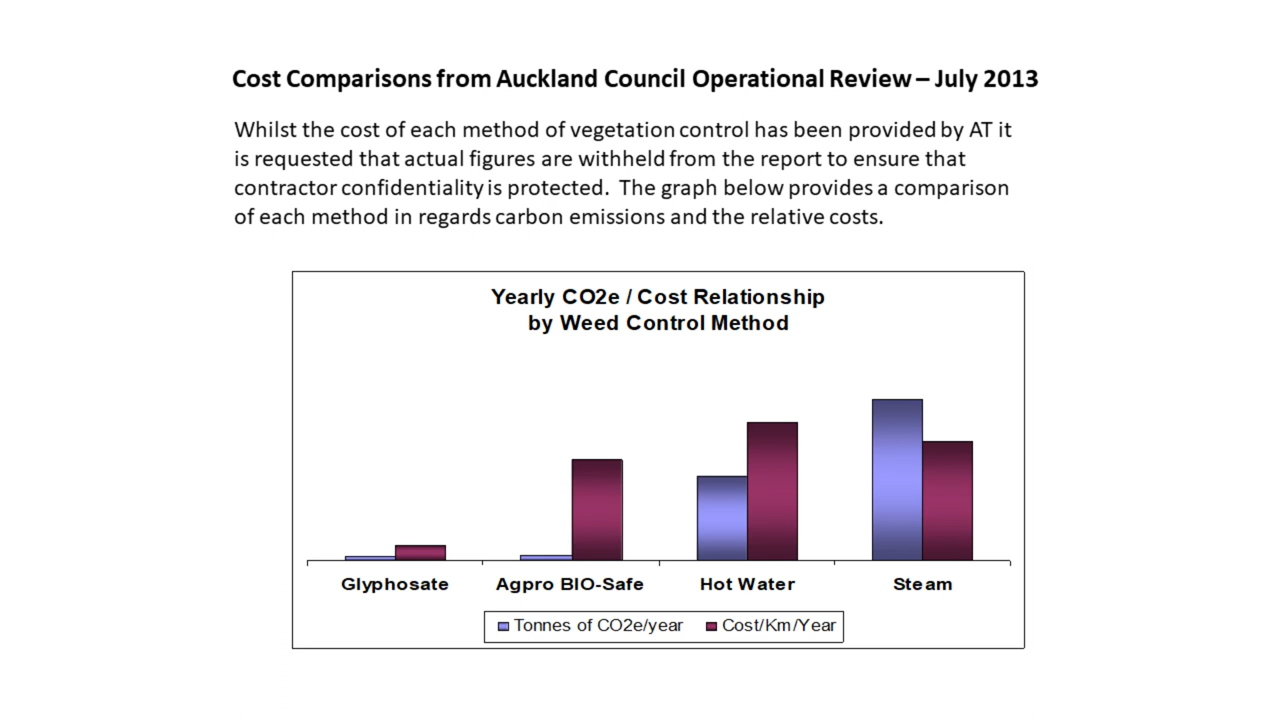 Cost Comparisons from Auckland Council Operational Review – July 2013
Whilst the cost of each method of vegetation control has been provided by AT it
is requested that actual figures are withheld from the report to ensure that
contractor confidentiality is protected.  The graph below provides a comparison
of each method in regards carbon emissions and the relative costs.
Yearly CO2e / Cost Relationship
by Weed Control Method
Glyphosate
Agpro BIO-Safe
Hot Water
Steam
Tonnes of CO2e/year
Cost/Km/Year